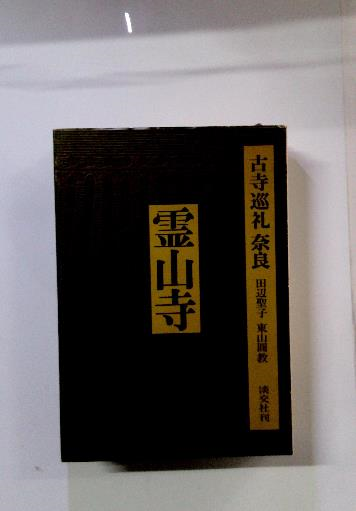 古寺巡礼 奈良
田辺聖子 東山圓教
淡交社刊
霊山寺